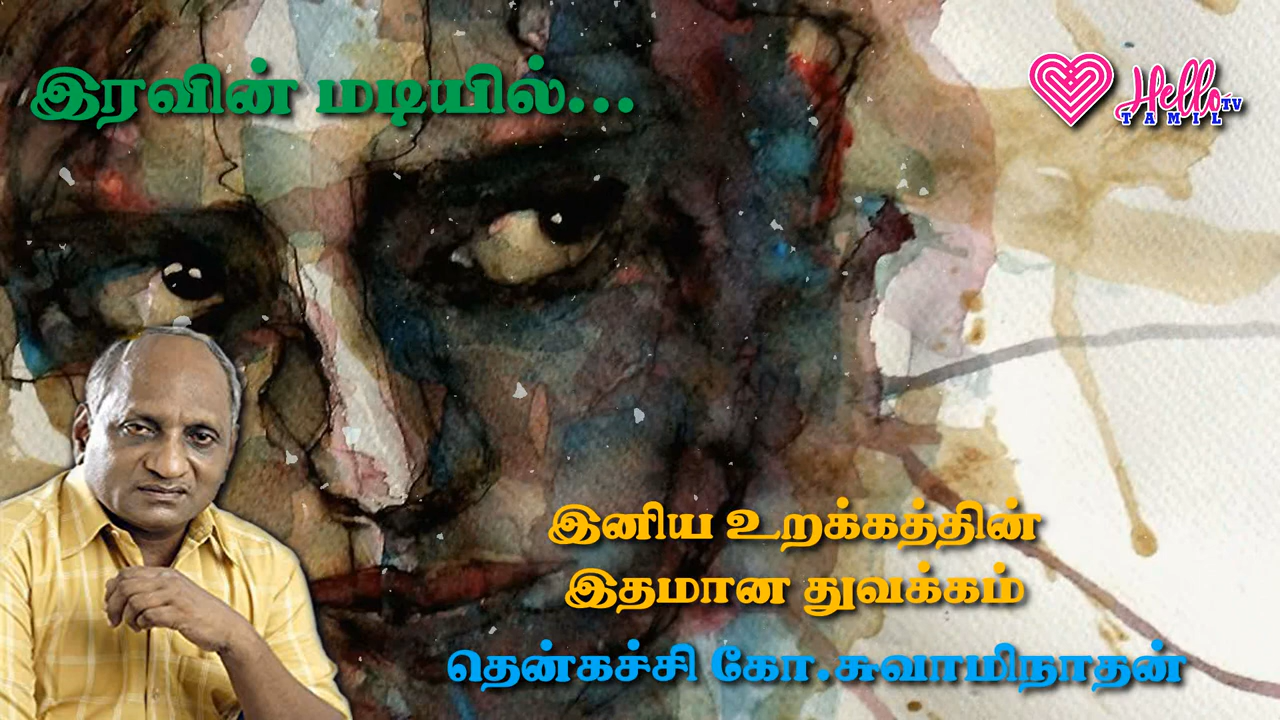 இரவின் மடியில்...
Hello TV
TAMIL
இனிய உறக்கத்தின்
இதமான துவக்கம்
தென்கச்சி கோ.சுவாமிநாதன்